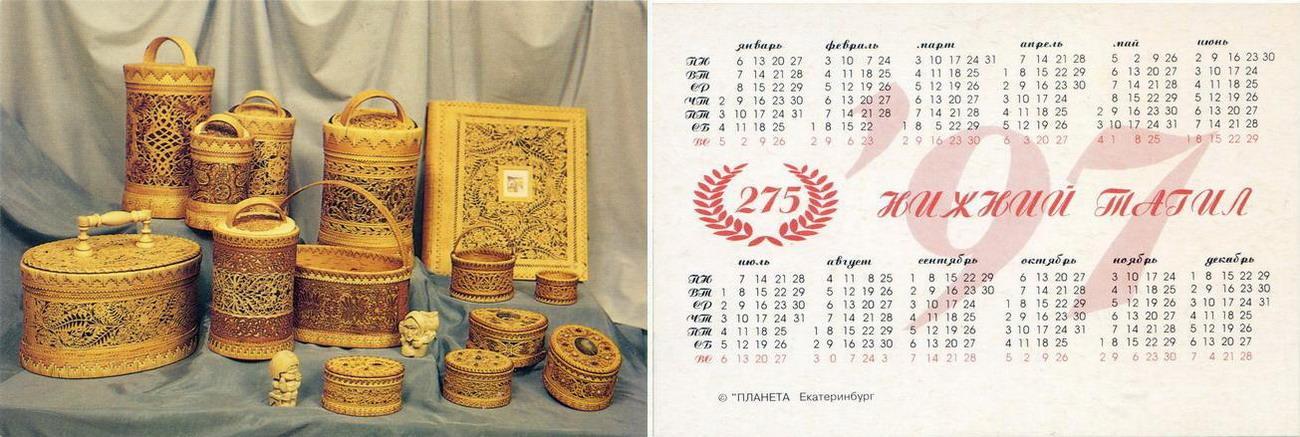 январь февраль март апрель май июнь
ПН 6 13 20 27 3 10 7 24 3 10 17 24 31 7 14 21 28 5 2 9 26 2 9 16 23 30
ВТ 7 14 21 28 4 11 18 25 4 11 18 25 1 8 15 22 29 6 13 20 27 3 10 17 24
СР 8 15 22 29 5 12 19 26 5 12 19 26 2 9 16 23 30 7 14 21 28 4 11 18 25
ЧТ 2 9 16 23 30 6 13 20 27 6 13 20 27 3 10 17 24 8 15 22 29 5 12 19 26
ПТ 3 10 17 24 31 7 14 21 28 7 14 21 28 4 11 18 25 2 9 16 23 30 6 13 20 27
СБ 4 11 18 25 1 8 15 22 1 8 15 22 29 5 12 19 26 3 10 17 24 31 7 14 21 28
ВС 5 2 9 26 2 9 6 23 2 9 16 23 30 6 3 20 27 4 1 8 25 1 8 15 22 29
'97
275 НИЖНИЙ ТАГИЛ
июль август сентябрь октябрь ноябрь декабрь
ПН 7 14 21 28 4 11 8 25 1 8 15 22 29 6 13 20 27 3 10 17 24 1 8 15 22 29
ВТ 1 8 15 22 29 5 12 19 26 2 9 16 23 30 7 14 21 28 4 11 18 25 2 9 16 23 30
СР 2 9 16 23 30 6 13 20 27 3 10 17 24 1 8 15 22 29 5 12 19 26 3 10 17 24 31
ЧТ 3 10 17 24 31 7 14 21 28 4 11 18 25 2 9 16 23 30 6 13 20 27 4 11 18 25
ПТ 4 11 18 25 1 8 15 22 29 5 12 19 26 3 10 17 24 31 7 14 21 28 5 12 19 26
СБ 5 12 19 26 2 9 16 23 30 6 13 20 27 4 11 18 25 1 8 15 22 29 6 13 20 27
ВС 6 13 20 27 3 0 7 24 3 7 14 21 28 5 2 9 26 2 9 6 23 30 7 4 21 28
© "ПЛАНЕТА Екатеринбург